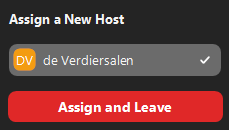 Assign a New Host
DV de Verdiersalen
Assign and Leave